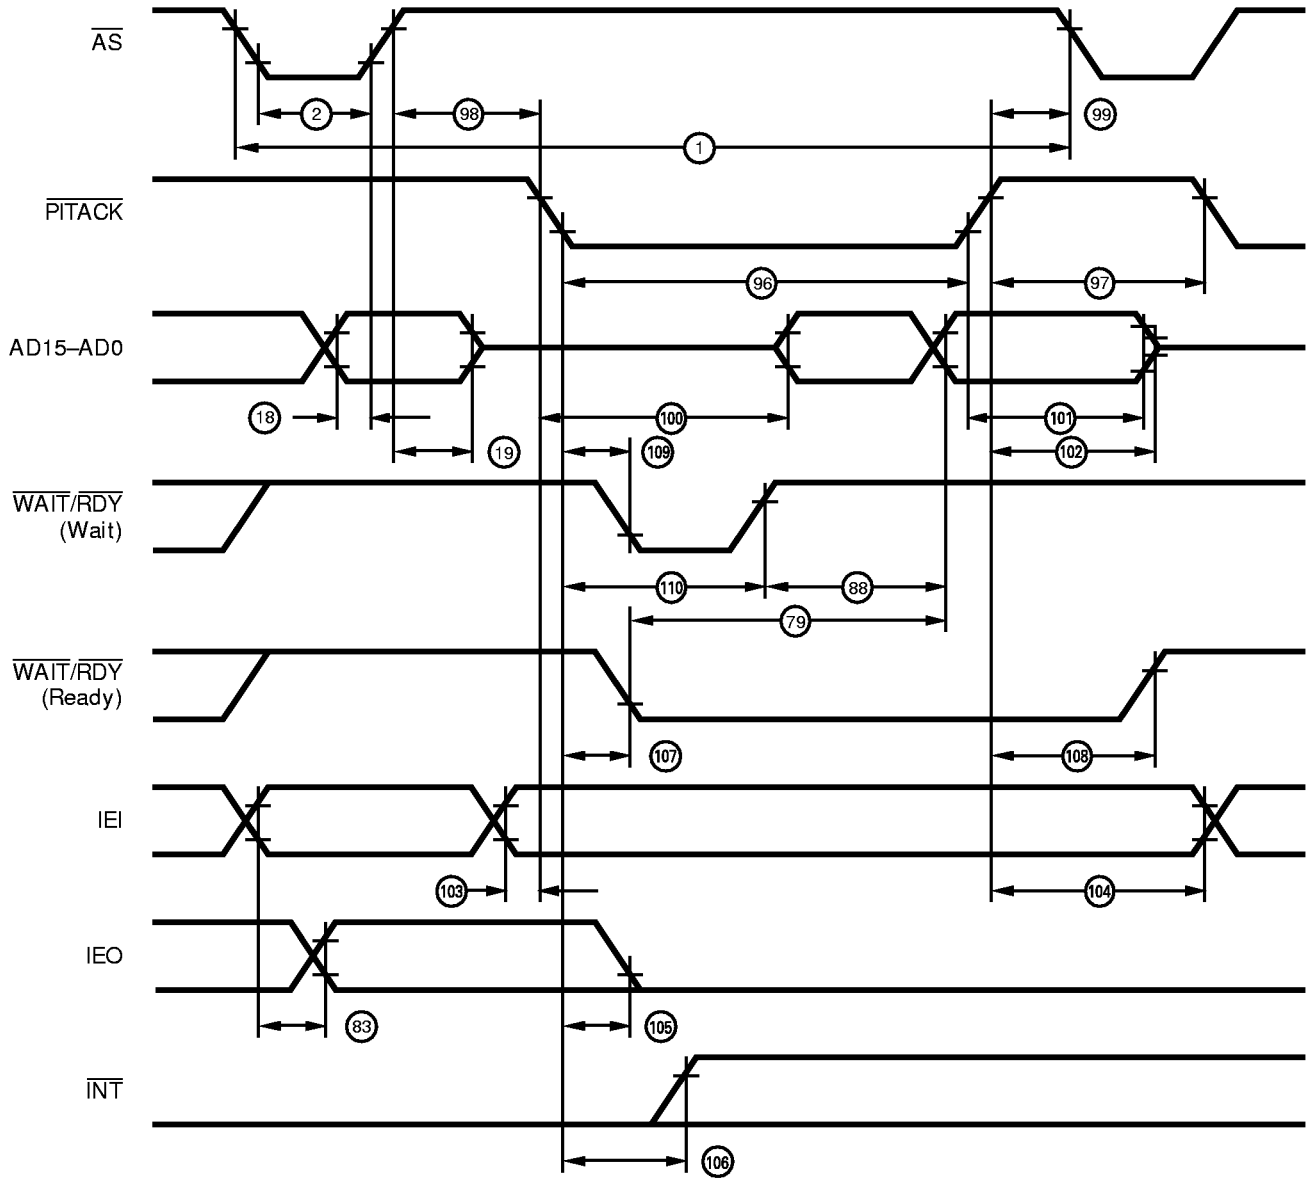 AS
2
98
99
1
PITACK
96
97
AD15–AD0
18
100
101
19
109
102
WAIT/RDY
(Wait)
110
88
79
WAIT/RDY
(Ready)
107
108
IEI
103
104
IEO
83
105
INT
106